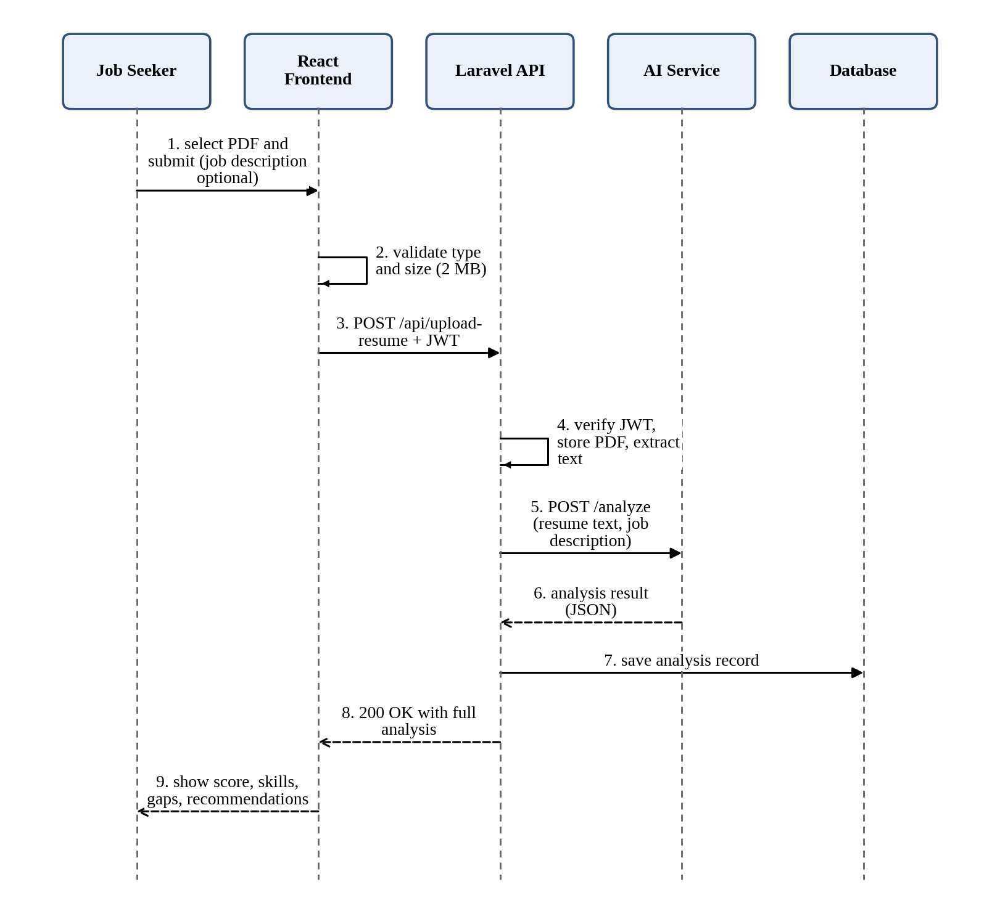 Job Seeker
React
Frontend
Laravel API
AI Service
Database
1. select PDF and
submit (job description
optional)
2. validate type
and size (2 MB)
3. POST /api/upload-
resume + JWT
4. verify JWT,
store PDF, extract
text
5. POST /analyze
(resume text, job
description)
6. analysis result
(JSON)
7. save analysis record
8. 200 OK with full
analysis
9. show score, skills,
gaps, recommendations